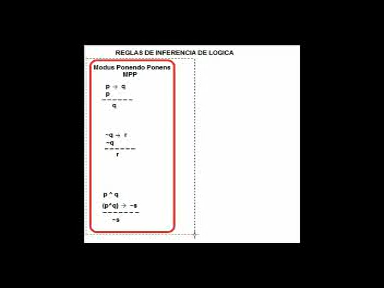 REGLAS DE INFERENCIA DE LOGICA
Modus Ponendo Ponens
MPP
p → q
p
------
q
~q → r
~q
------
r
p ^ q
(p^q) → ~s
------
~s